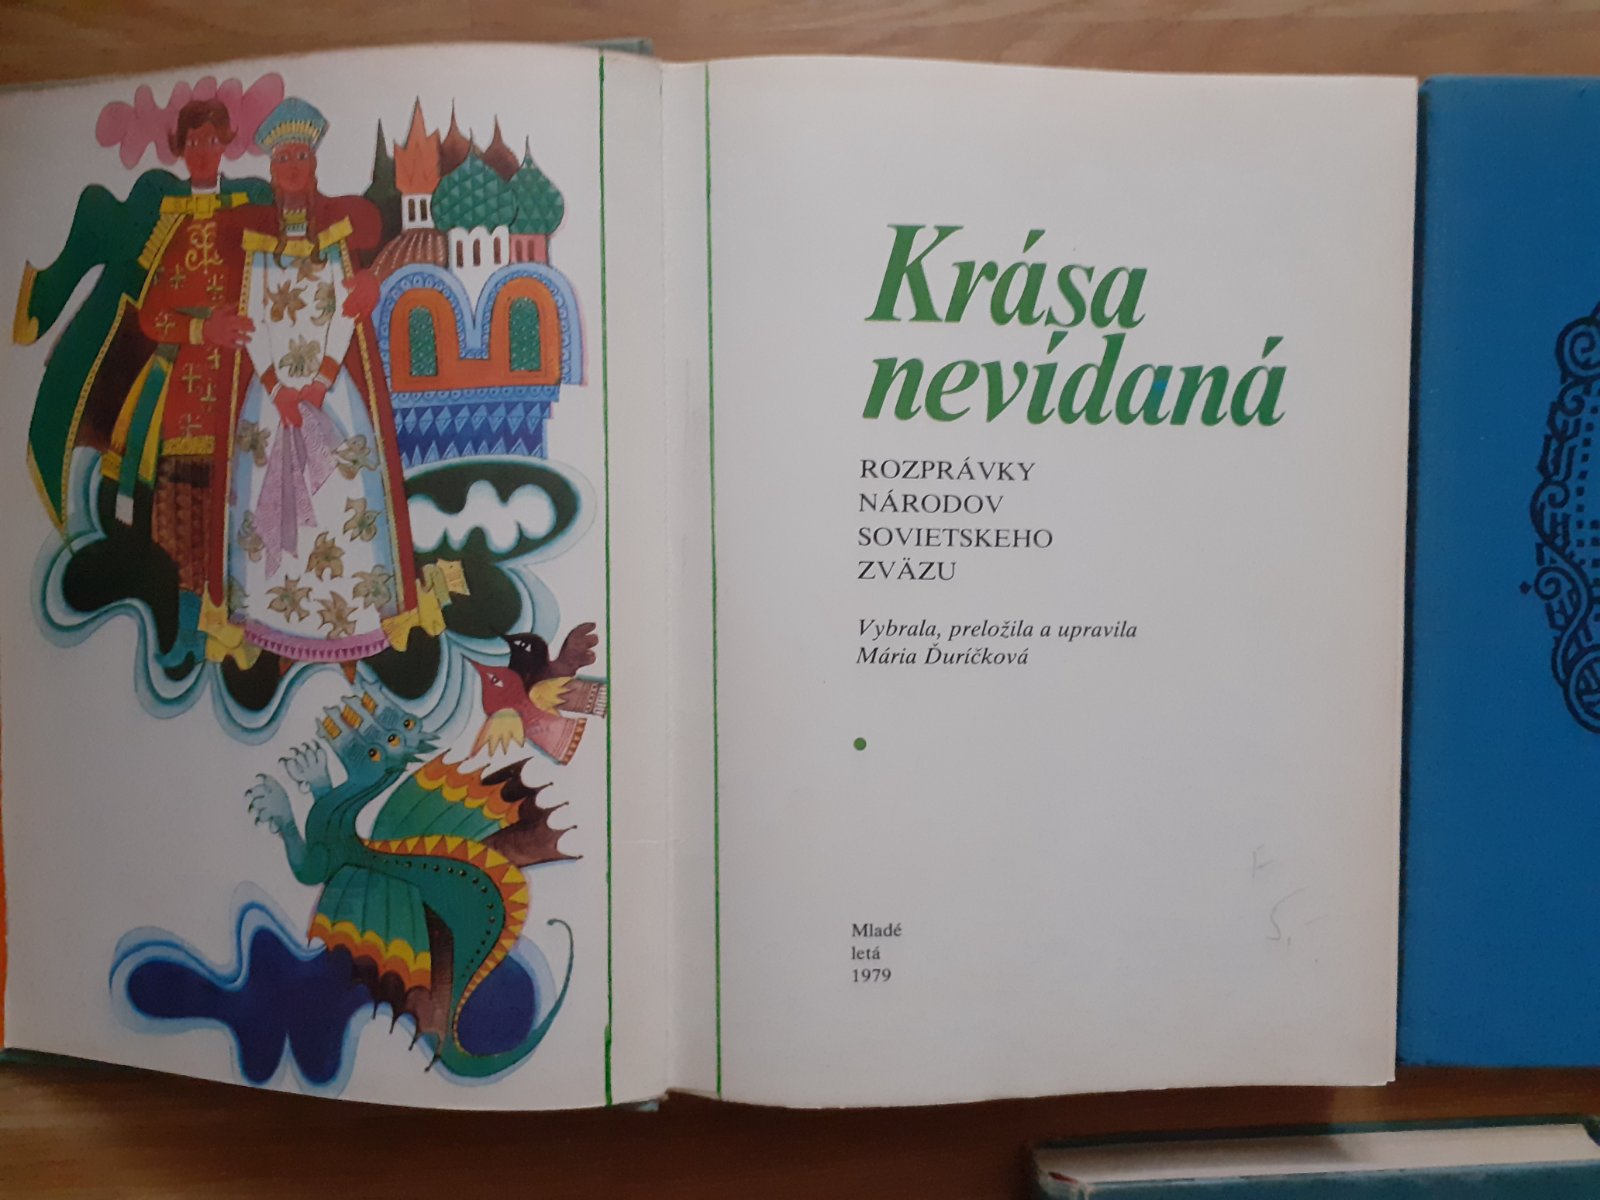 Krása
nevídaná
ROZPRÁVKY
NÁRODOV
SOVIETSKEHO
ZVÄZU
Vybrala, preložila a upravila
Mária Ďuríčková
Mladé
letá
1979